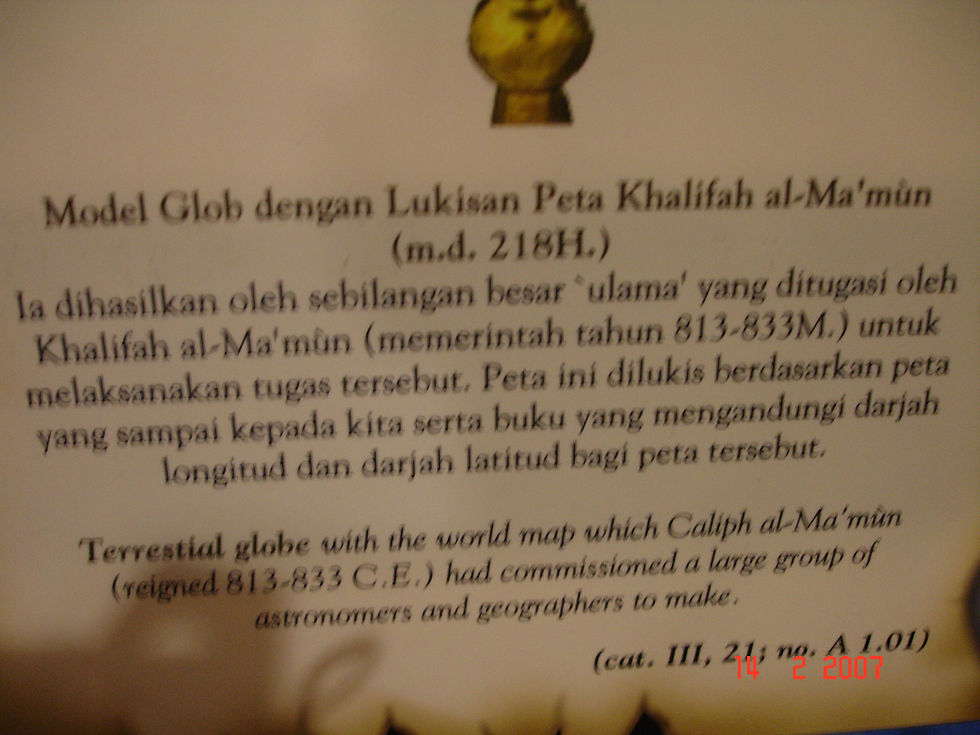 Model Glob dengan Lukisan Peta Khalifah al-Ma'mûn
(m.d. 218H.)
Ia dihasilkan oleh sebilangan besar `ulama' yang ditugasi oleh
Khalifah al-Ma'mûn (memerintah tahun 813-833M.) untuk
melaksanakan tugas tersebut. Peta ini dilukis berdasarkan peta
yang sampai kepada kita serta buku yang mengandungi darjah
longitud dan darjah latitud bagi peta tersebut.
Terrestial globe with the world map which Caliph al-Ma'mûn
(reigned 813-833 C.E.) had commissioned a large group of
astronomers and geographers to make.
(cat. III, 21; no. A 1.01)
14 2 2007